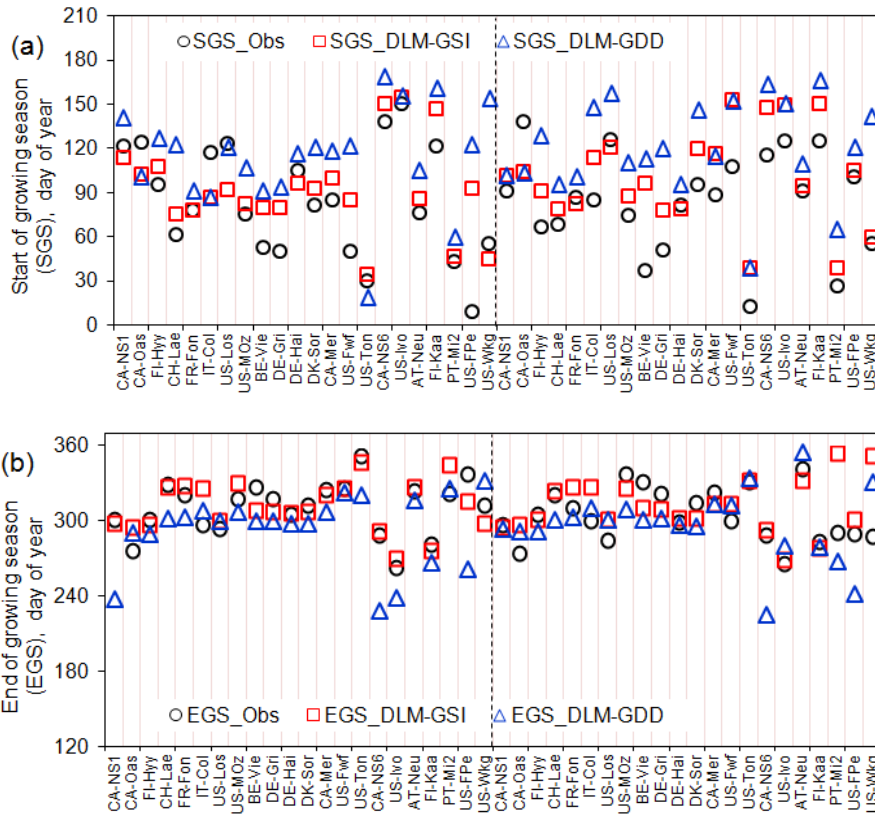 (a)
210
180
150
120
90
60
30
0
Start of growing season
(SGS), day of year
SGS_Obs
SGS_DLM-GSI
SGS_DLM-GDD
CA-NS1
CA-Oas
FI-Hyy
CH-Lae
FR-Fon
IT-Col
US-Los
US-MOz
BE-Vie
DE-Gri
DE-Hai
DK-Sor
CA-Mer
US-Fwf
US-Ton
CA-NS6
US-Ivo
AT-Neu
FI-Kaa
PT-Mi2
US-FPe
US-Wkg
CA-NS1
CA-Oas
FI-Hyy
CH-Lae
FR-Fon
IT-Col
US-Los
US-MOz
BE-Vie
DE-Gri
DE-Hai
DK-Sor
CA-Mer
US-Fwf
US-Ton
CA-NS6
US-Ivo
AT-Neu
FI-Kaa
PT-Mi2
US-FPe
US-Wkg
(b)
360
300
240
180
120
End of growing season
(EGS), day of year
EGS_Obs
EGS_DLM-GSI
EGS_DLM-GDD
CA-NS1
CA-Oas
FI-Hyy
CH-Lae
FR-Fon
IT-Col
US-Los
US-MOz
BE-Vie
DE-Gri
DE-Hai
DK-Sor
CA-Mer
US-Fwf
US-Ton
CA-NS6
US-Ivo
AT-Neu
FI-Kaa
PT-Mi2
US-FPe
US-Wkg
CA-NS1
CA-Oas
FI-Hyy
CH-Lae
FR-Fon
IT-Col
US-Los
US-MOz
BE-Vie
DE-Gri
DE-Hai
DK-Sor
CA-Mer
US-Fwf
US-Ton
CA-NS6
US-Ivo
AT-Neu
FI-Kaa
PT-Mi2
US-FPe
US-Wkg